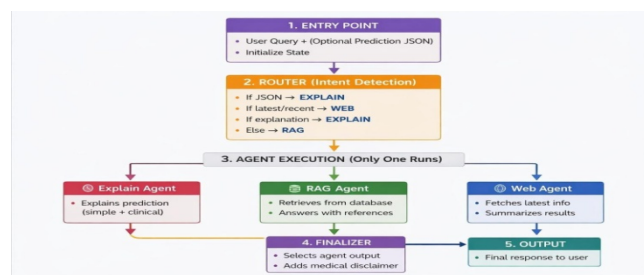 1. ENTRY POINT
• User Query + (Optional Prediction JSON)
• Initialize State
2. ROUTER (Intent Detection)
• If JSON → EXPLAIN
• If latest/recent → WEB
• If explanation → EXPLAIN
• Else → RAG
3. AGENT EXECUTION (Only One Runs)
Explain Agent
• Explains prediction
(simple + clinical)
RAG Agent
• Retrieves from database
• Answers with references
Web Agent
• Fetches latest info
• Summarizes results
4. FINALIZER
• Selects agent output
• Adds medical disclaimer
5. OUTPUT
• Final response to user